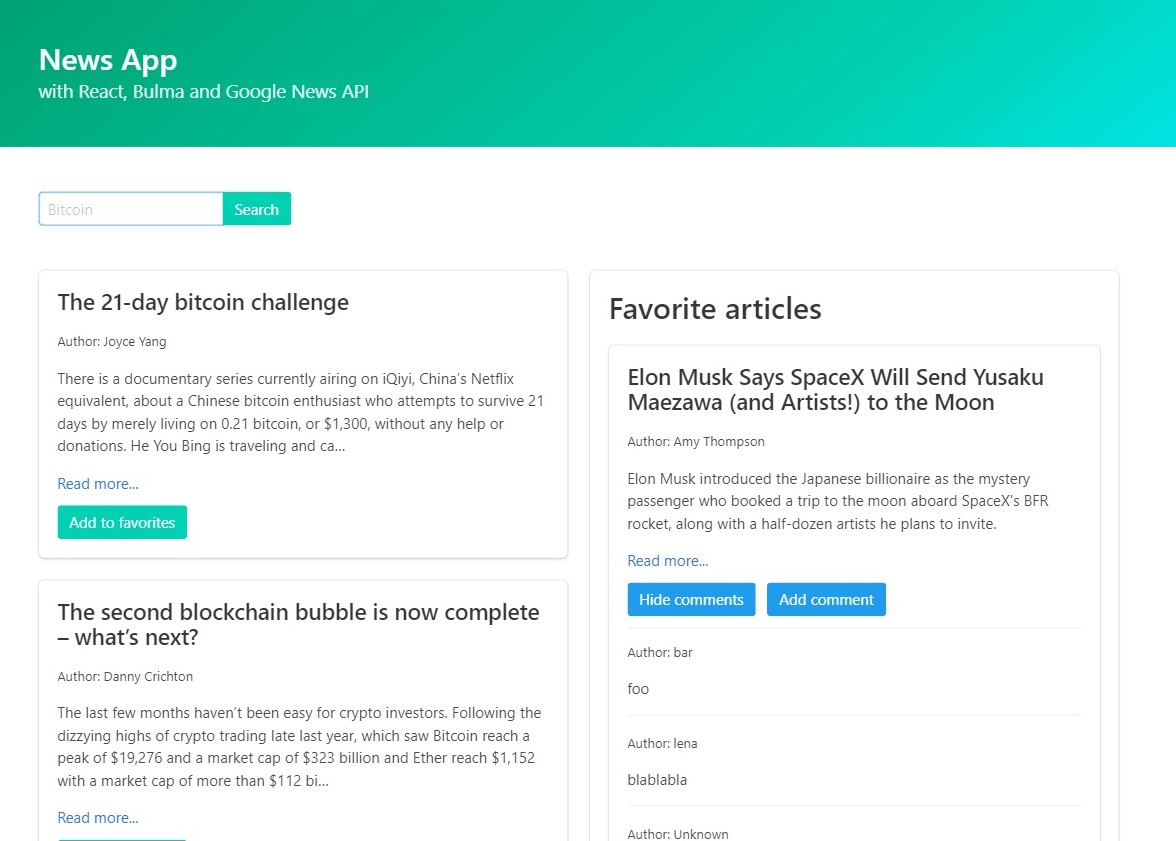 News App
with React, Bulma and Google News API
Bitcoin
Search
The 21-day bitcoin challenge
Author: Joyce Yang
There is a documentary series currently airing on iQiyi, China’s Netflix
equivalent, about a Chinese bitcoin enthusiast who attempts to survive 21
days by merely living on 0.21 bitcoin, or $1,300, without any help or
donations. He You Bing is traveling and ca…
Read more...
Add to favorites
The second blockchain bubble is now complete
– what’s next?
Author: Danny Crichton
The last few months haven’t been easy for crypto investors. Following the
dizzying highs of crypto trading late last year, which saw Bitcoin reach a
peak of $19,276 and a market cap of $323 billion and Ether reach $1,152
with a market cap of more than $112 bi…
Read more...
Favorite articles
Elon Musk Says SpaceX Will Send Yusaku
Maezawa (and Artists!) to the Moon
Author: Amy Thompson
Elon Musk introduced the Japanese billionaire as the mystery
passenger who booked a trip to the moon aboard SpaceX's BFR
rocket, along with a half-dozen artists he plans to invite.
Read more...
Hide comments
Add comment
Author: bar
foo
Author: lena
blablabla
Author: Unknown